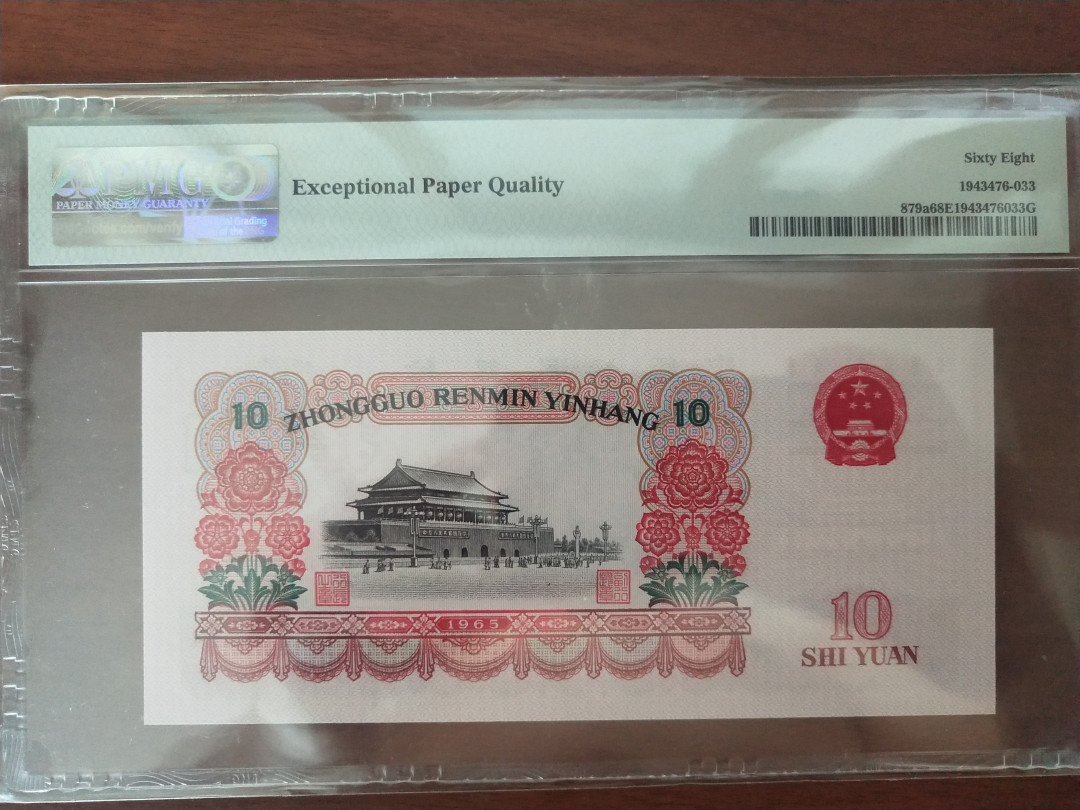 PMG
PAPER MONEY GUARANTY
Exceptional Paper Quality
Sixty Eight
1943476-033
879a68E1943476033G
10 ZHONGGUO RENMIN YINHANG 10
1965
10
SHI YUAN